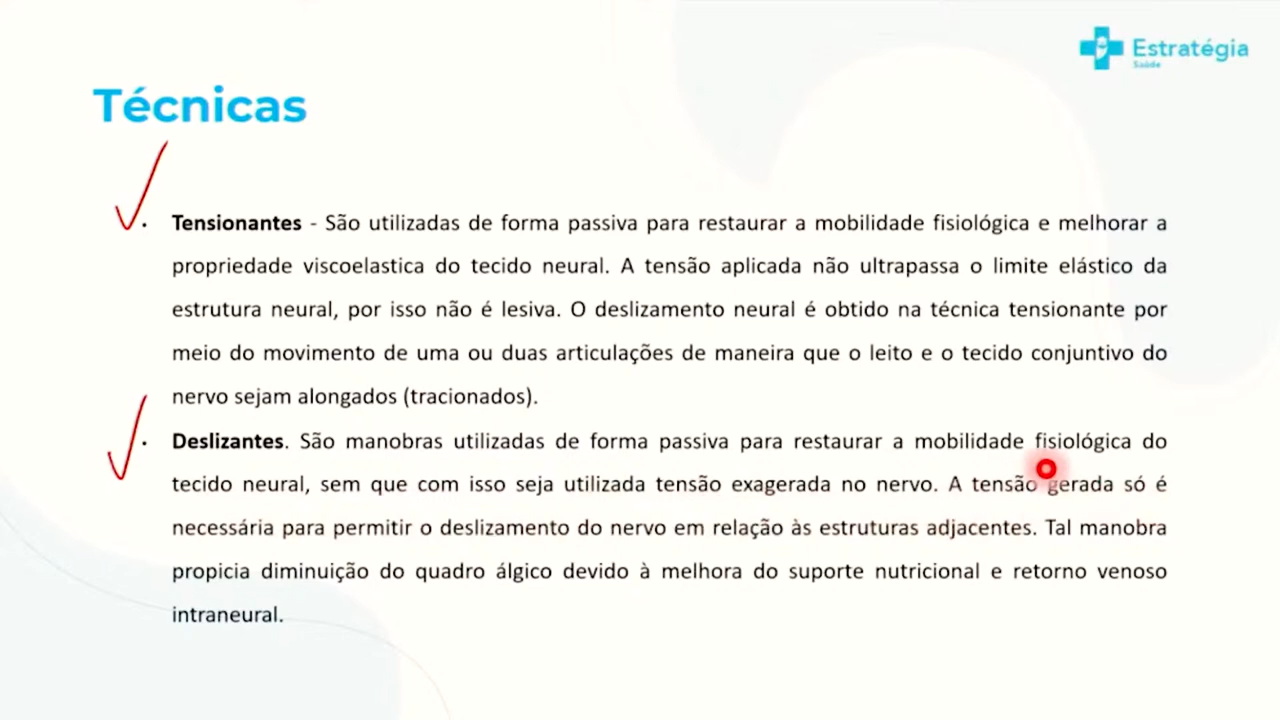 Estratégia
Saúde
Técnicas
• Tensionantes - São utilizadas de forma passiva para restaurar a mobilidade fisiológica e melhorar a
propriedade viscoelastica do tecido neural. A tensão aplicada não ultrapassa o limite elástico da
estrutura neural, por isso não é lesiva. O deslizamento neural é obtido na técnica tensionante por
meio do movimento de uma ou duas articulações de maneira que o leito e o tecido conjuntivo do
nervo sejam alongados (tracionados).
• Deslizantes. São manobras utilizadas de forma passiva para restaurar a mobilidade fisiológica do
tecido neural, sem que com isso seja utilizada tensão exagerada no nervo. A tensão gerada só é
necessária para permitir o deslizamento do nervo em relação às estruturas adjacentes. Tal manobra
propicia diminuição do quadro álgico devido à melhora do suporte nutricional e retorno venoso
intraneural.